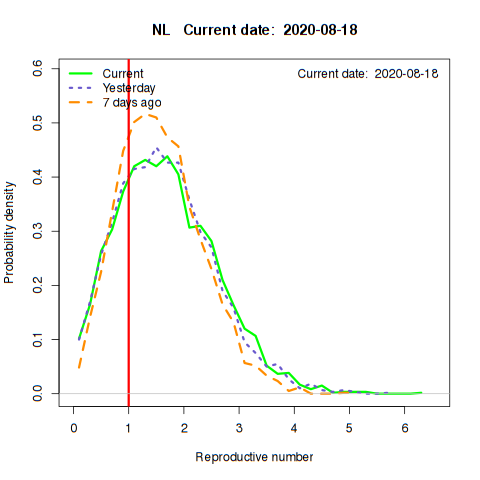 NL   Current date:  2020-08-18
Current
Yesterday
7 days ago
Current date:  2020-08-18
Probability density
0.6
0.5
0.4
0.3
0.2
0.1
0.0
0 1 2 3 4 5 6
Reproductive number